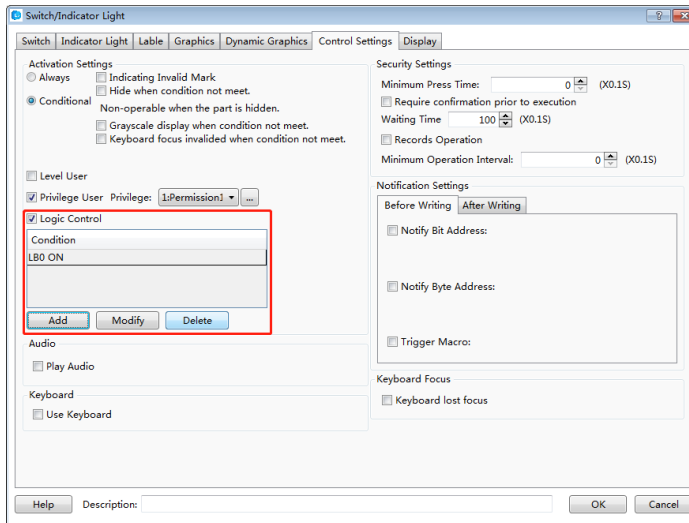 Switch/Indicator Light
Switch Indicator Light Lable Graphics Dynamic Graphics Control Settings Display
Activation Settings
Always
Indicating Invalid Mark
Hide when condition not meet.
Conditional
Non-operable when the part is hidden.
Grayscale display when condition not meet.
Keyboard focus invalidated when condition not meet.
Level User
Privilege User Privilege: 1:Permission1 ...
Logic Control
Condition
LB0 ON
Add Modify Delete
Audio
Play Audio
Keyboard
Use Keyboard
Security Settings
Minimum Press Time: 0 (X0.1S)
Require confirmation prior to execution
Waiting Time 100 (X0.1S)
Records Operation
Minimum Operation Interval: 0 (X0.1S)
Notification Settings
Before Writing After Writing
Notify Bit Address:
Notify Byte Address:
Trigger Macro:
Keyboard Focus
Keyboard lost focus
Help Description: OK Cancel